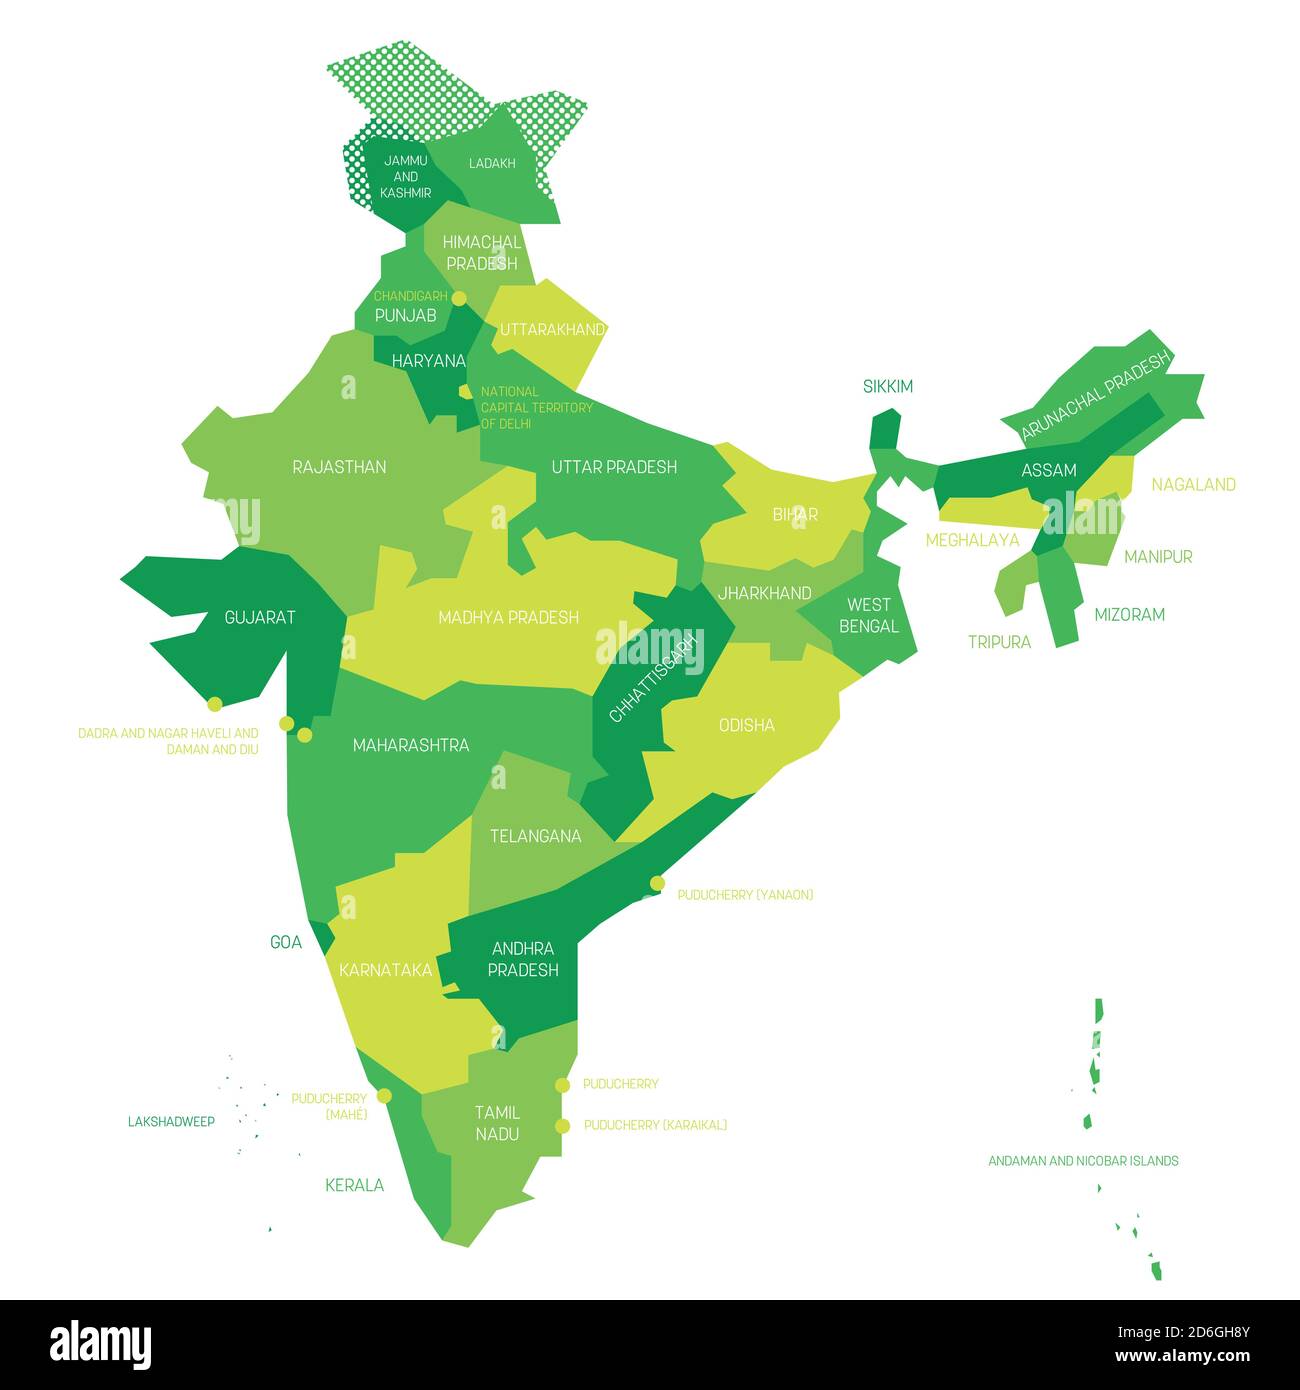 JAMMU
AND
KASHMIR
LADAKH
HIMACHAL
PRADESH
CHANDIGARH
PUNJAB
UTTARAKHAND
HARYANA
NATIONAL
CAPITAL TERRITORY
OF DELHI
SIKKIM
ARUNACHAL PRADESH
RAJASTHAN
UTTAR PRADESH
ASSAM
NAGALAND
BIHAR
MEGHALAYA
MANIPUR
JHARKHAND
GUJARAT
MADHYA PRADESH
WEST
BENGAL
MIZORAM
TRIPURA
CHHATTISGARH
DADRA AND NAGAR HAVELI AND
DAMAN AND DIU
MAHARASHTRA
ODISHA
TELANGANA
PUDUCHERRY (YANAON)
GOA
ANDHRA
PRADESH
KARNATAKA
PUDUCHERRY
PUDUCHERRY
(MAHÉ)
LAKSHADWEEP
TAMIL
NADU
PUDUCHERRY (KARAIKAL)
ANDAMAN AND NICOBAR ISLANDS
KERALA
a
a
a
a
a
a
a
alamy
alamy
Image ID: 2D6GH8Y
www.alamy.com